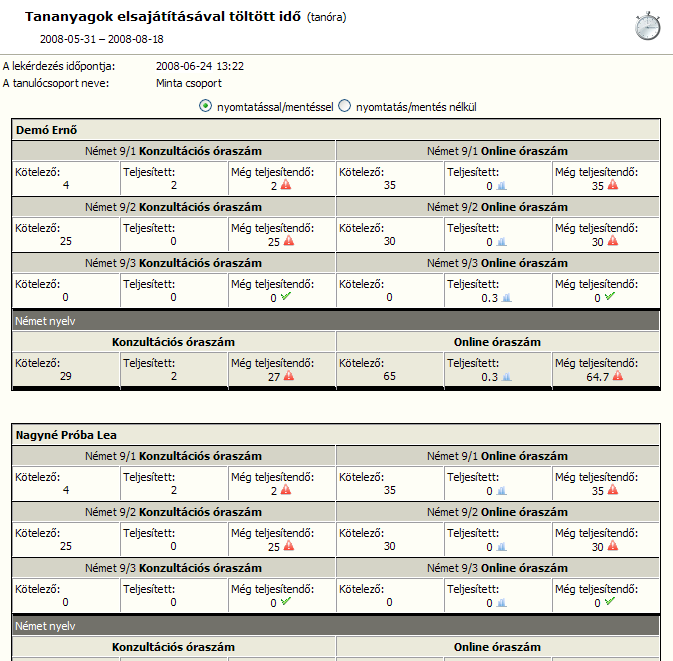 Tananyagok elsajátításával töltött idő (tanóra)
2008-05-31 – 2008-08-18
A lekérdezés időpontja: 2008-06-24 13:22
A tanulócsoport neve: Minta csoport
nyomtatással/mentéssel nyomtatás/mentés nélkül
Demó Ernő
Német 9/1 Konzultációs óraszám Német 9/1 Online óraszám
Kötelező: Teljesített: Még teljesítendő: Kötelező: Teljesített: Még teljesítendő:
4 2 2 35 0 35
Német 9/2 Konzultációs óraszám Német 9/2 Online óraszám
Kötelező: Teljesített: Még teljesítendő: Kötelező: Teljesített: Még teljesítendő:
25 0 25 30 0 30
Német 9/3 Konzultációs óraszám Német 9/3 Online óraszám
Kötelező: Teljesített: Még teljesítendő: Kötelező: Teljesített: Még teljesítendő:
0 0 0 0 0.3 0
Német nyelv
Konzultációs óraszám Online óraszám
Kötelező: Teljesített: Még teljesítendő: Kötelező: Teljesített: Még teljesítendő:
29 2 27 65 0.3 64.7
Nagyné Próba Lea
Német 9/1 Konzultációs óraszám Német 9/1 Online óraszám
Kötelező: Teljesített: Még teljesítendő: Kötelező: Teljesített: Még teljesítendő:
4 2 2 35 0 35
Német 9/2 Konzultációs óraszám Német 9/2 Online óraszám
Kötelező: Teljesített: Még teljesítendő: Kötelező: Teljesített: Még teljesítendő:
25 0 25 30 0 30
Német 9/3 Konzultációs óraszám Német 9/3 Online óraszám
Kötelező: Teljesített: Még teljesítendő: Kötelező: Teljesített: Még teljesítendő:
0 0 0 0 0 0
Német nyelv
Konzultációs óraszám Online óraszám